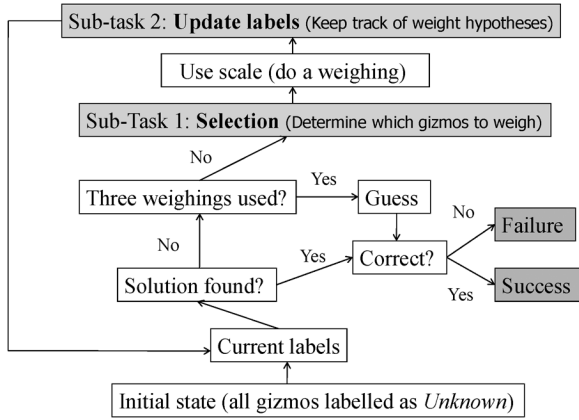 Sub-task 2: Update labels (Keep track of weight hypotheses)
Use scale (do a weighing)
Sub-Task 1: Selection (Determine which gizmos to weigh)
No
Yes
Three weighings used?
Guess
No
Failure
No
Yes
Correct?
Solution found?
Yes
Success
Current labels
Initial state (all gizmos labelled as Unknown)